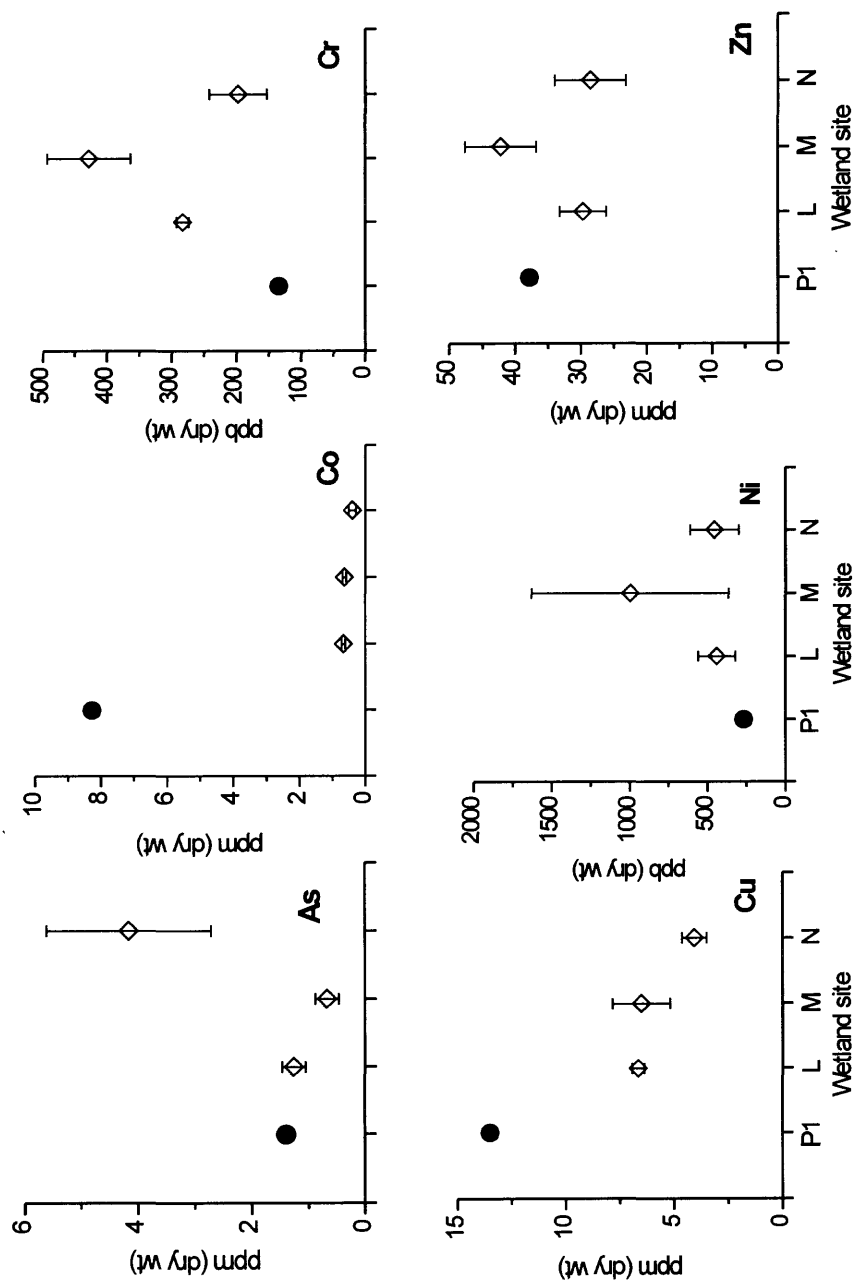 As
ppm (dry wt)
6
4
2
0
Co
ppm (dry wt)
10
8
6
4
2
0
Cr
ppb (dry wt)
500
400
300
200
100
0
Cu
ppm (dry wt)
15
10
5
0
P1 L M N
Wetland site
Ni
ppb (dry wt)
2000
1500
1000
500
0
P1 L M N
Wetland site
Zn
ppm (dry wt)
50
40
30
20
10
0
P1 L M N
Wetland site